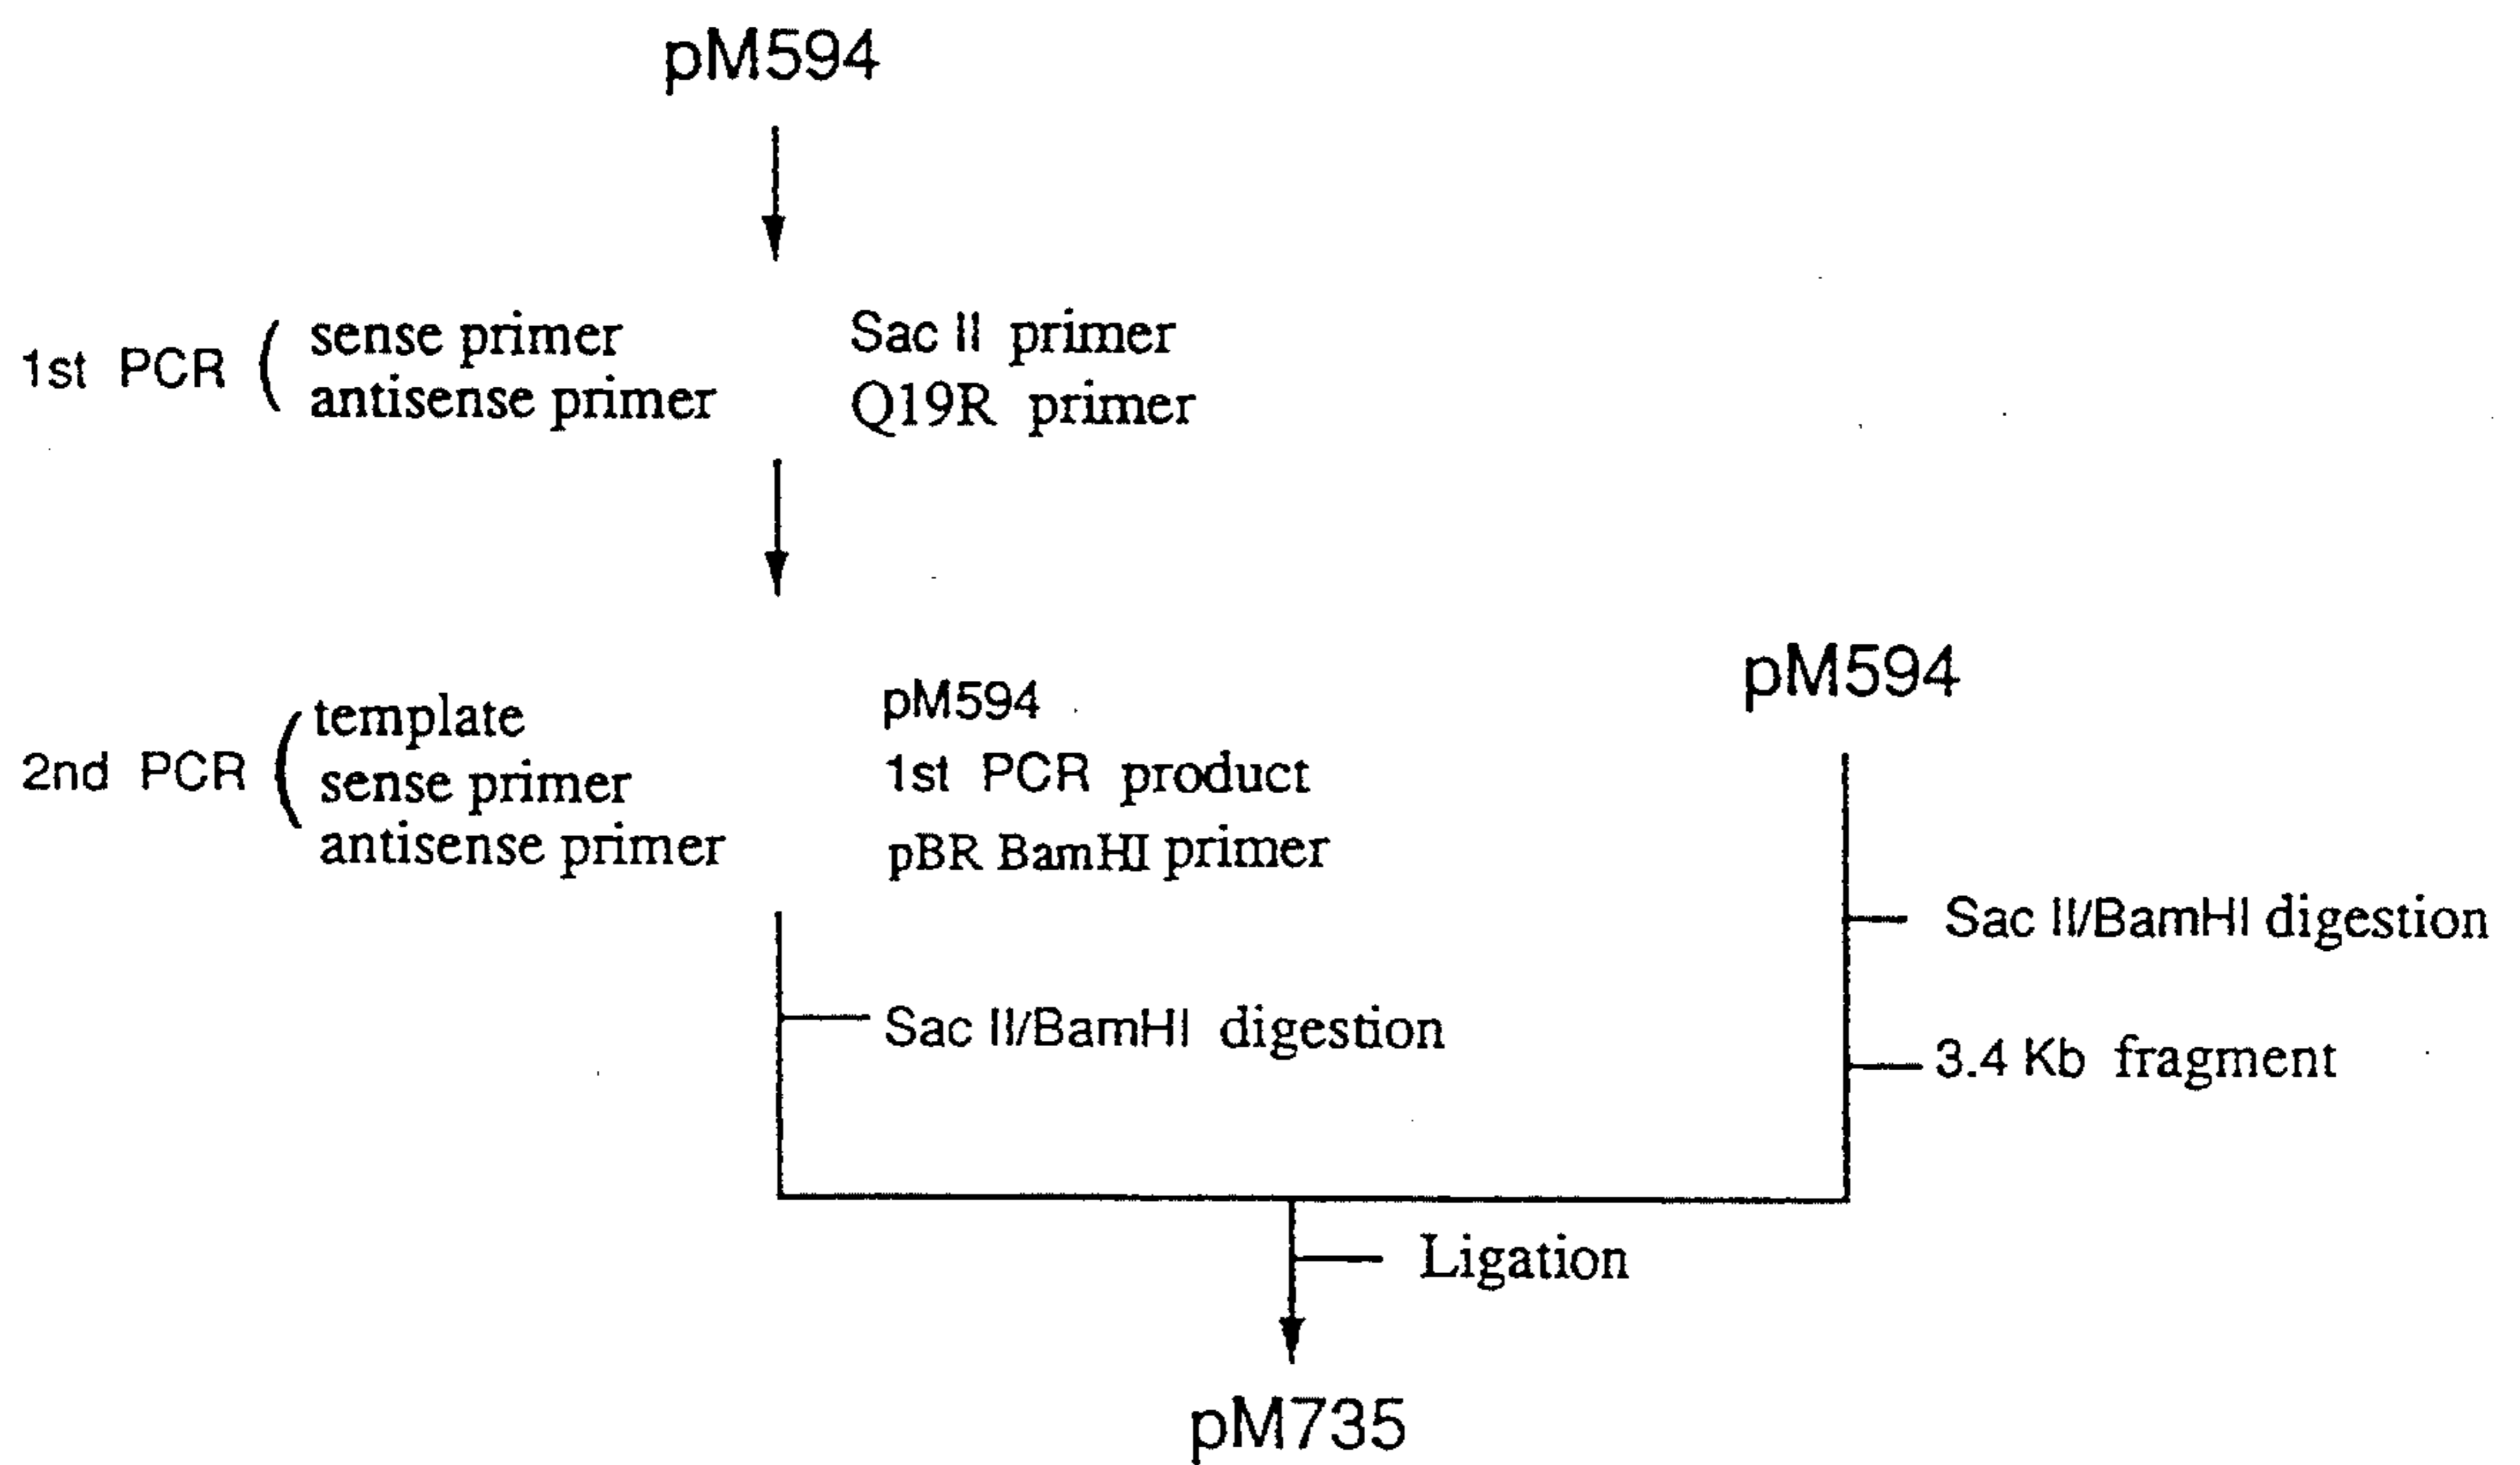 pM594
1st PCR ( sense primer Sac II primer
antisense primer Q19R primer
2nd PCR ( template pM594
sense primer 1st PCR product
antisense primer pBR BamHI primer
Sac II/BamHI digestion
pM594
Sac II/BamHI digestion
3.4 Kb fragment
Ligation
pM735